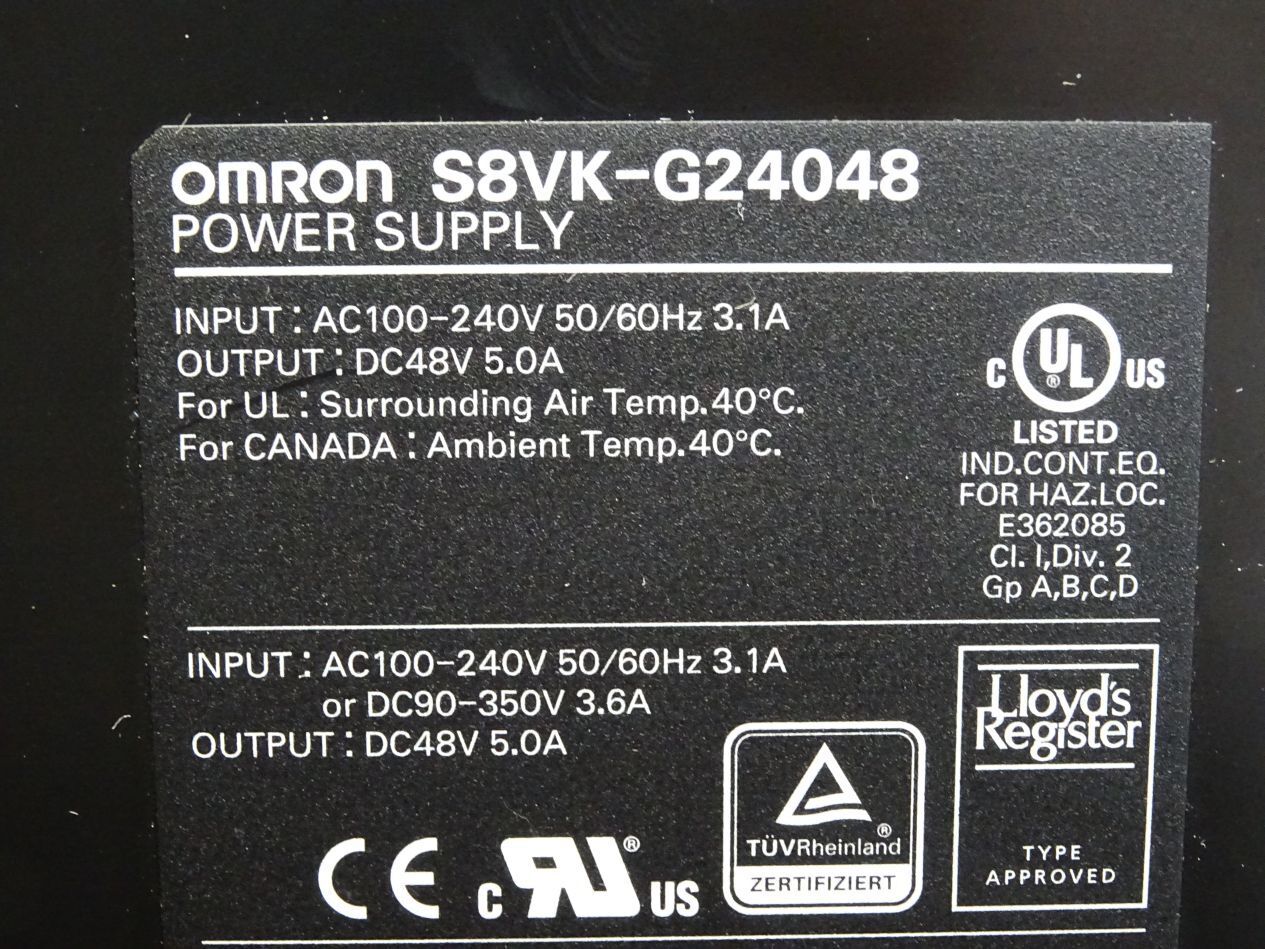 OMRON S8VK-G24048
POWER SUPPLY
INPUT : AC100-240V 50/60Hz 3.1A
OUTPUT : DC48V 5.0A
For UL : Surrounding Air Temp.40°C.
For CANADA : Ambient Temp.40°C.
C UL ® US
LISTED
IND.CONT.EQ.
FOR HAZ.LOC.
E362085
Cl. I,Div. 2
Gp A,B,C,D
INPUT : AC100-240V 50/60Hz 3.1A
or DC90-350V 3.6A
OUTPUT : DC48V 5.0A
Lloyd's
Register
TYPE
APPROVED
®
TÜVRheinland
ZERTIFIZIERT
CE
C RU ® US